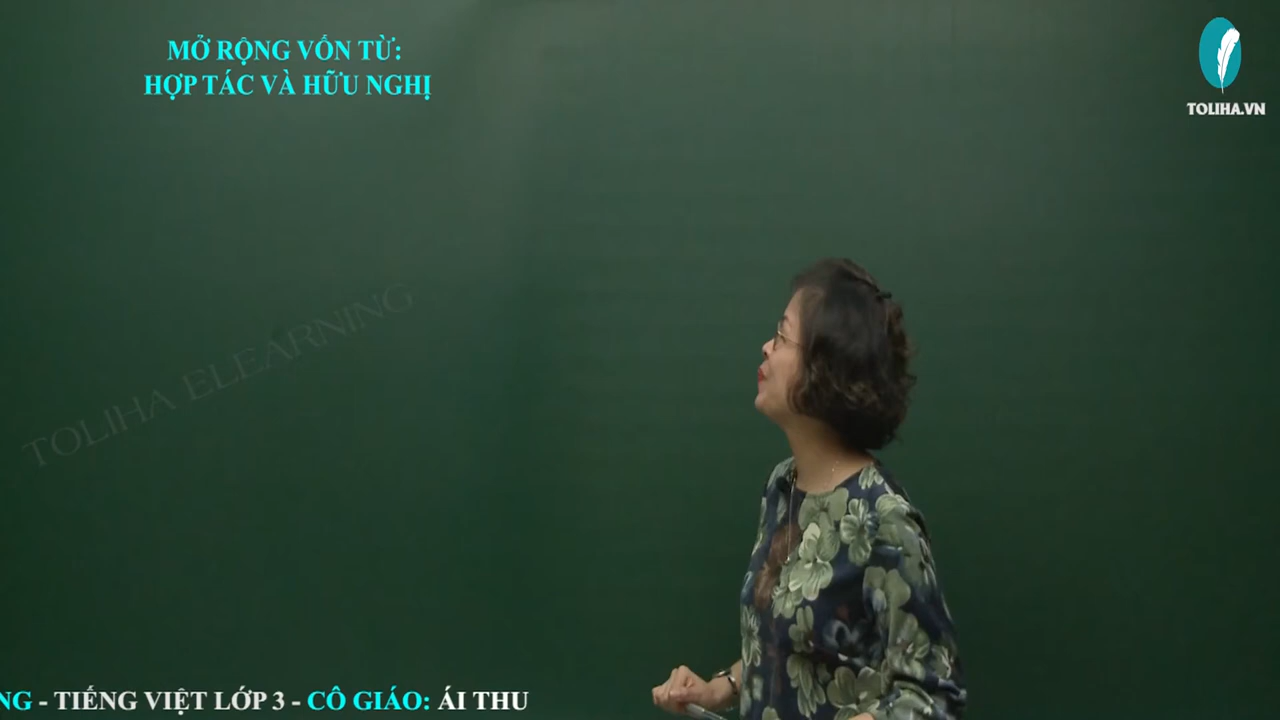 MỞ RỘNG VỐN TỪ:
HỢP TÁC VÀ HỮU NGHỊ
TOLIHA.VN
TOLIHA ELEARNING
NG - TIẾNG VIỆT LỚP 3 - CÔ GIÁO: ÁI THU